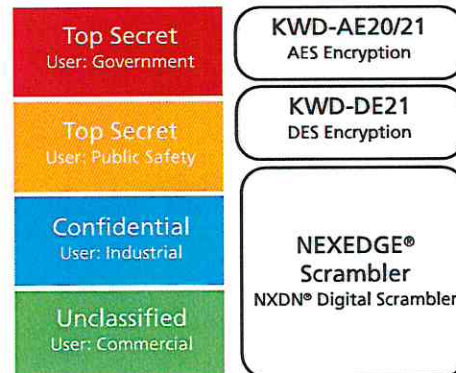 Top Secret
User: Government
Top Secret
User: Public Safety
Confidential
User: Industrial
Unclassified
User: Commercial
KWD-AE20/21
AES Encryption
KWD-DE21
DES Encryption
NEXEDGE®
Scrambler
NXDN® Digital Scrambler